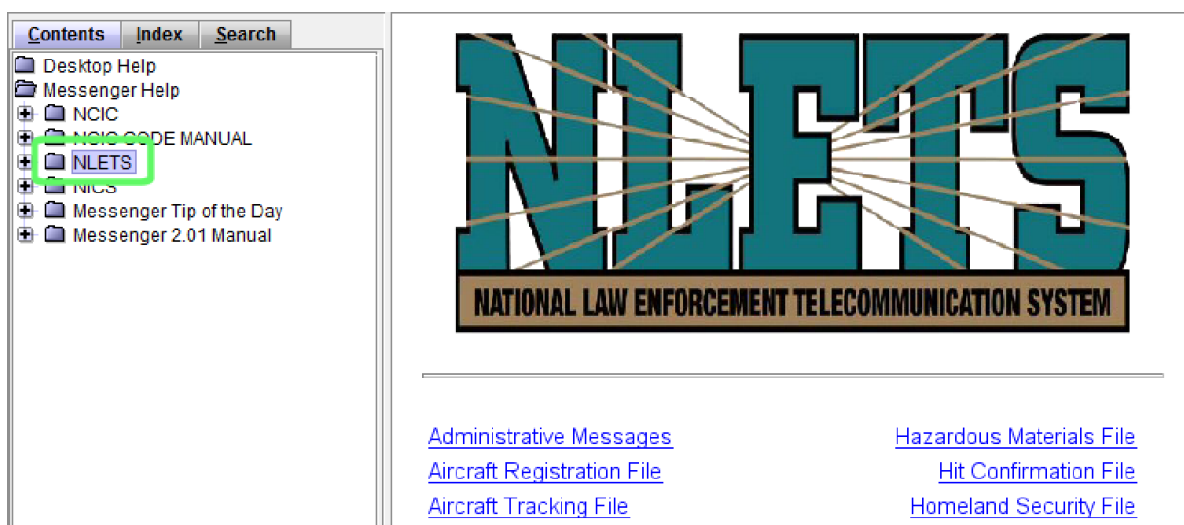 Contents Index Search
Desktop Help
Messenger Help
NCIC
NCIC CODE MANUAL
NLETS
NICS
Messenger Tip of the Day
Messenger 2.01 Manual
NLETS
NATIONAL LAW ENFORCEMENT TELECOMMUNICATION SYSTEM
Administrative Messages
Hazardous Materials File
Aircraft Registration File
Hit Confirmation File
Aircraft Tracking File
Homeland Security File